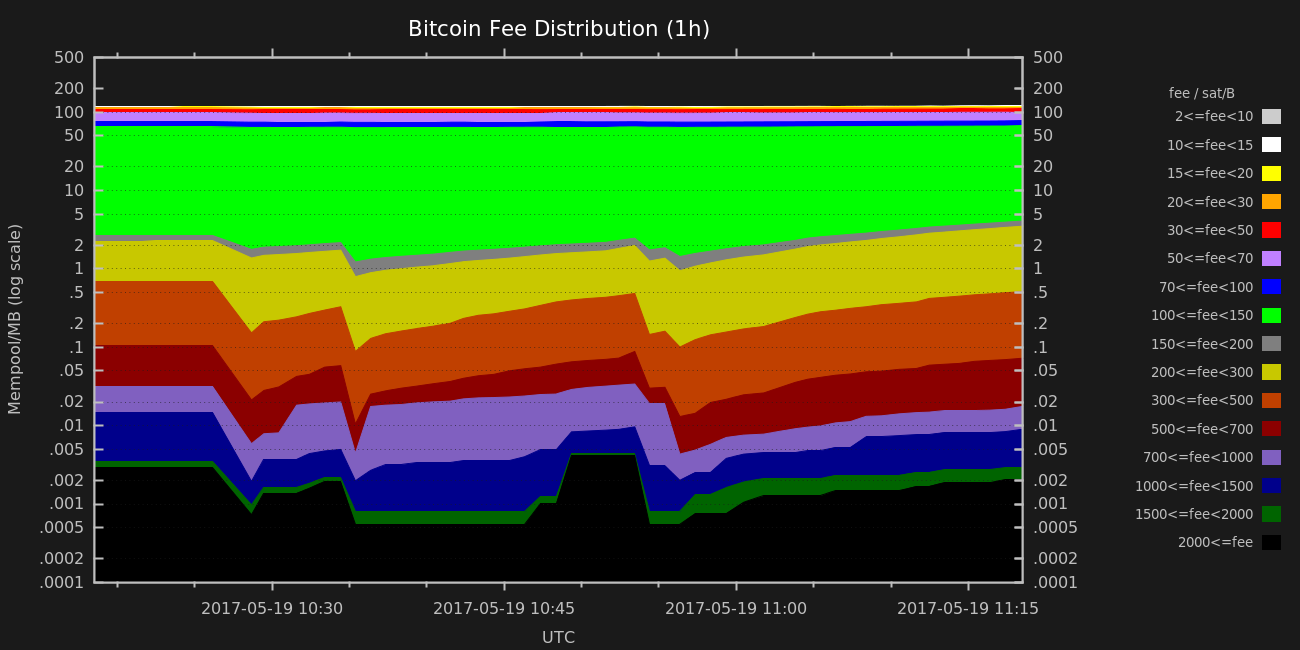 Bitcoin Fee Distribution (1h)
500 500
200 200
100 100
50 50
20 20
10 10
5 5
2 2
1 1
.5 .5
.2 .2
.1 .1
.05 .05
.02 .02
.01 .01
.005 .005
.002 .002
.001 .001
.0005 .0005
.0002 .0002
.0001 .0001
Mempool/MB (log scale)
2017-05-19 10:30 2017-05-19 10:45 2017-05-19 11:00 2017-05-19 11:15
UTC
fee / sat/B
2<=fee<10
10<=fee<15
15<=fee<20
20<=fee<30
30<=fee<50
50<=fee<70
70<=fee<100
100<=fee<150
150<=fee<200
200<=fee<300
300<=fee<500
500<=fee<700
700<=fee<1000
1000<=fee<1500
1500<=fee<2000
2000<=fee